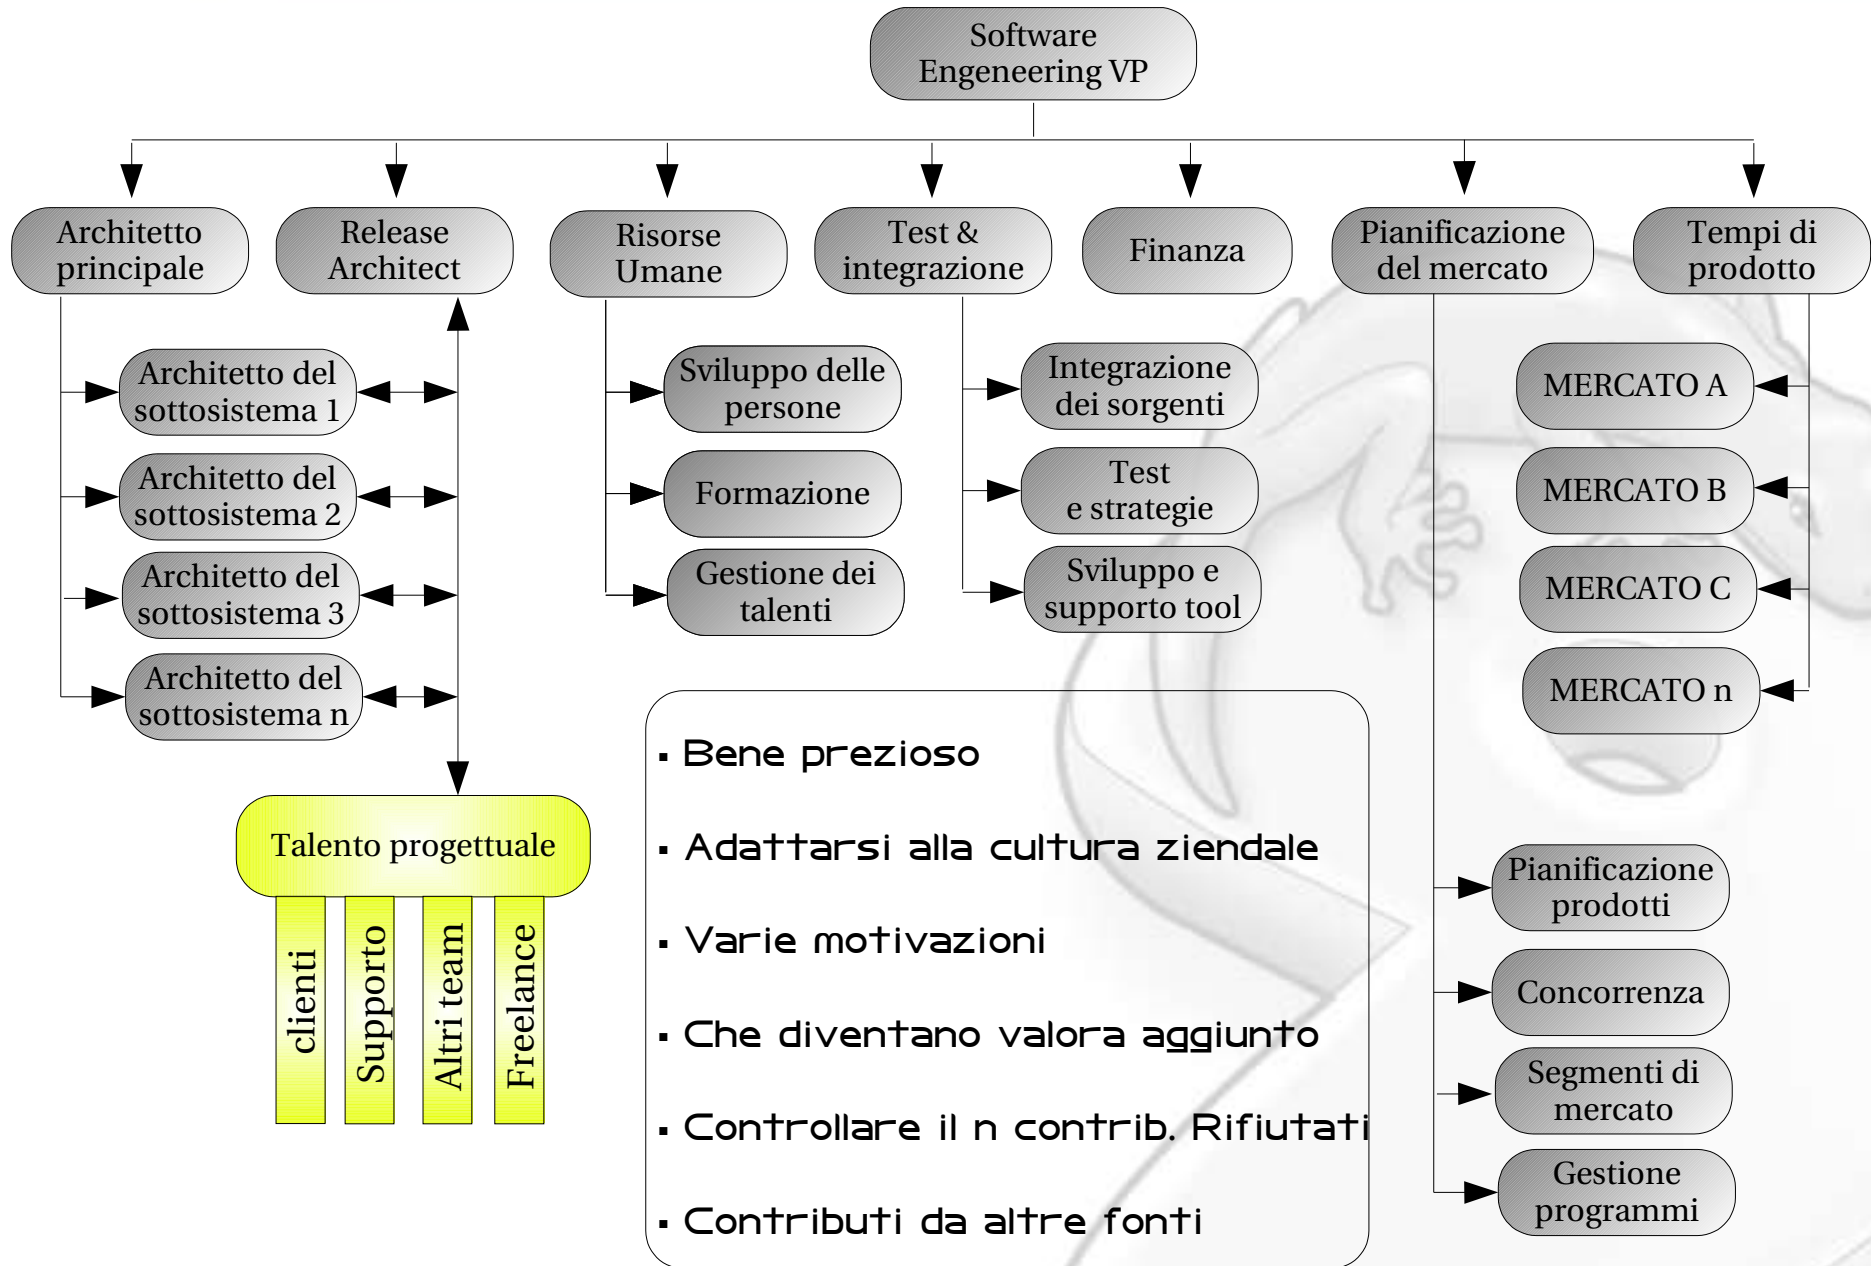 Software
Engeneering VP
Architetto
principale
Release
Architect
Risorse
Umane
Test &
integrazione
Finanza
Pianificazione
del mercato
Tempi di
prodotto
Architetto del
sottosistema 1
Architetto del
sottosistema 2
Architetto del
sottosistema 3
Architetto del
sottosistema n
Sviluppo delle
persone
Formazione
Gestione dei
talenti
Integrazione
dei sorgenti
Test
e strategie
Sviluppo e
supporto tool
MERCATO A
MERCATO B
MERCATO C
MERCATO n
Talento progettuale
clienti
Supporto
Altri team
Freelance
▪ Bene prezioso
▪ Adattarsi alla cultura ziendale
▪ Varie motivazioni
▪ Che diventano valora aggiunto
▪ Controllare il n contrib. Rifiutati
▪ Contributi da altre fonti
Pianificazione
prodotti
Concorrenza
Segmenti di
mercato
Gestione
programmi